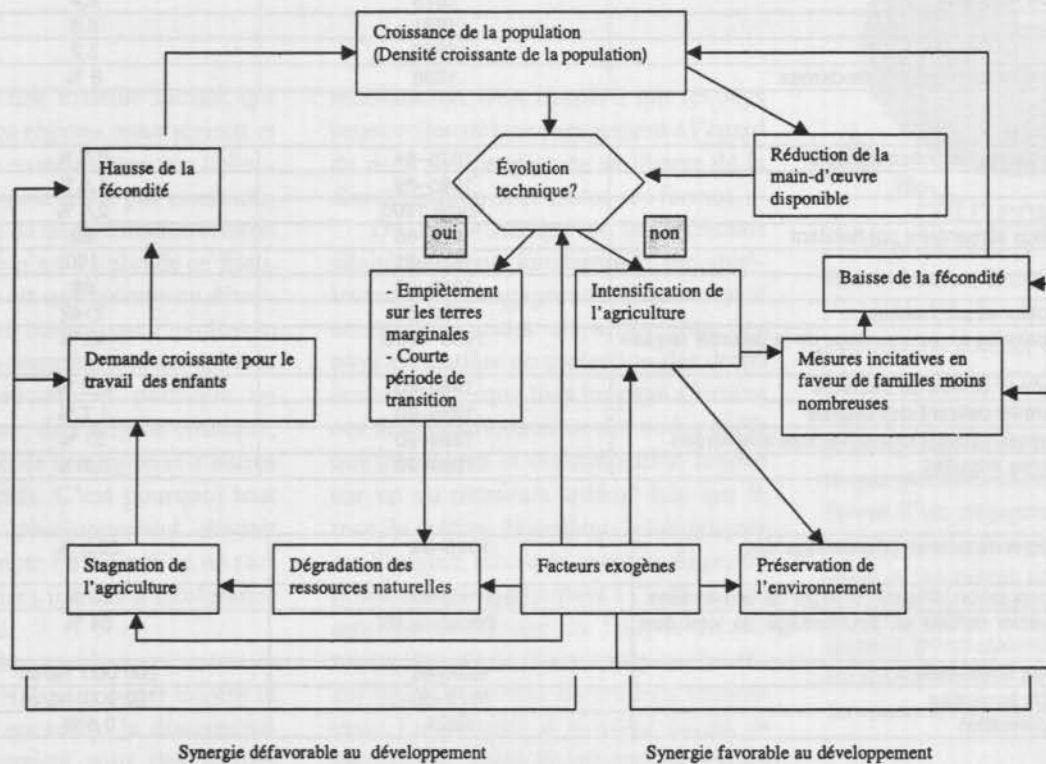 Croissance de la population
(Densité croissante de la population)
Hausse de la
fécondité
Évolution
technique?
Réduction de la
main-d'œuvre
disponible
oui
non
- Empiètement
sur les terres
marginales
- Courte
période de
transition
Intensification de
l'agriculture
Baisse de la fécondité
Demande croissante pour le
travail des enfants
Mesures incitatives en
faveur de familles moins
nombreuses
Stagnation de
l'agriculture
Dégradation des
ressources naturelles
Facteurs exogènes
Préservation de
l'environnement
Synergie défavorable au développement
Synergie favorable au développement